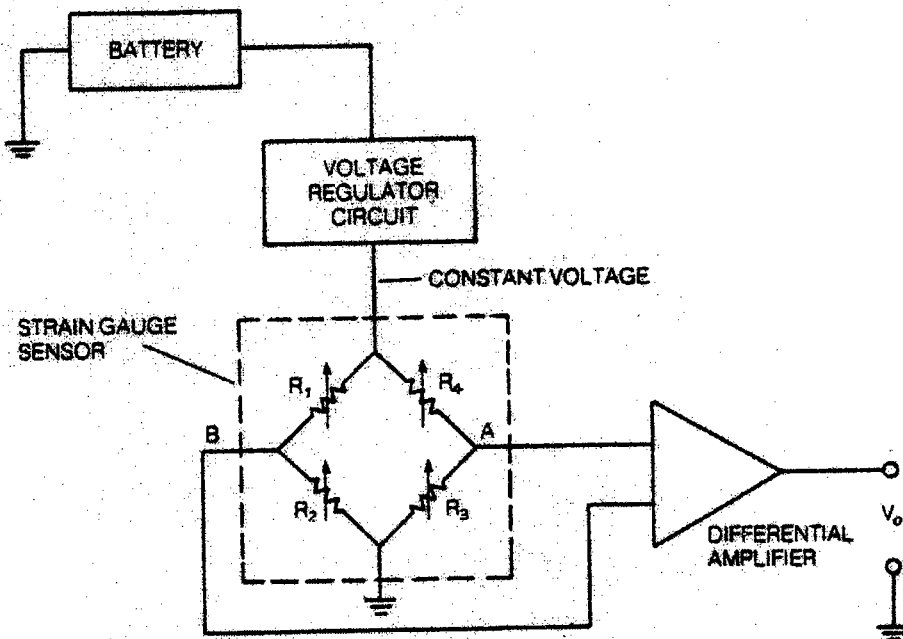 BATTERY
VOLTAGE
REGULATOR
CIRCUIT
CONSTANT VOLTAGE
STRAIN GAUGE
SENSOR
R₁
R₄
B
A
R₂
R₃
DIFFERENTIAL
AMPLIFIER
Vₒ